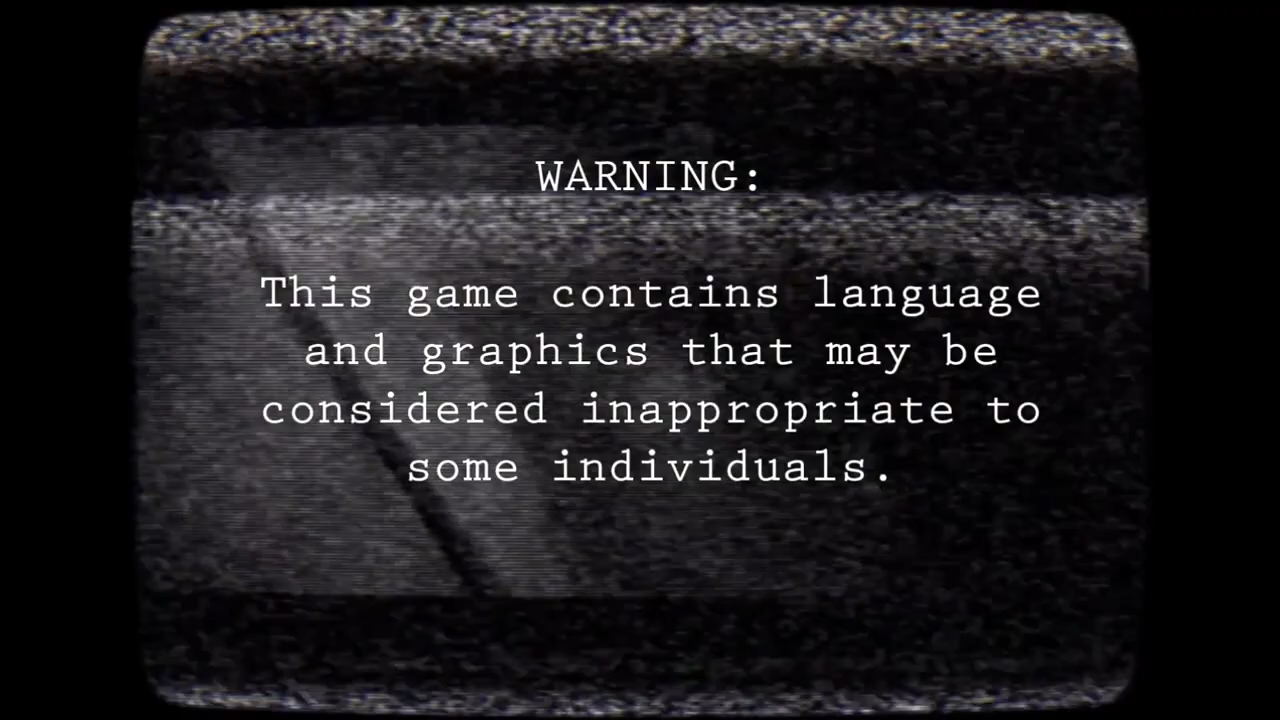 WARNING:
This game contains language
and graphics that may be
considered inappropriate to
some individuals.